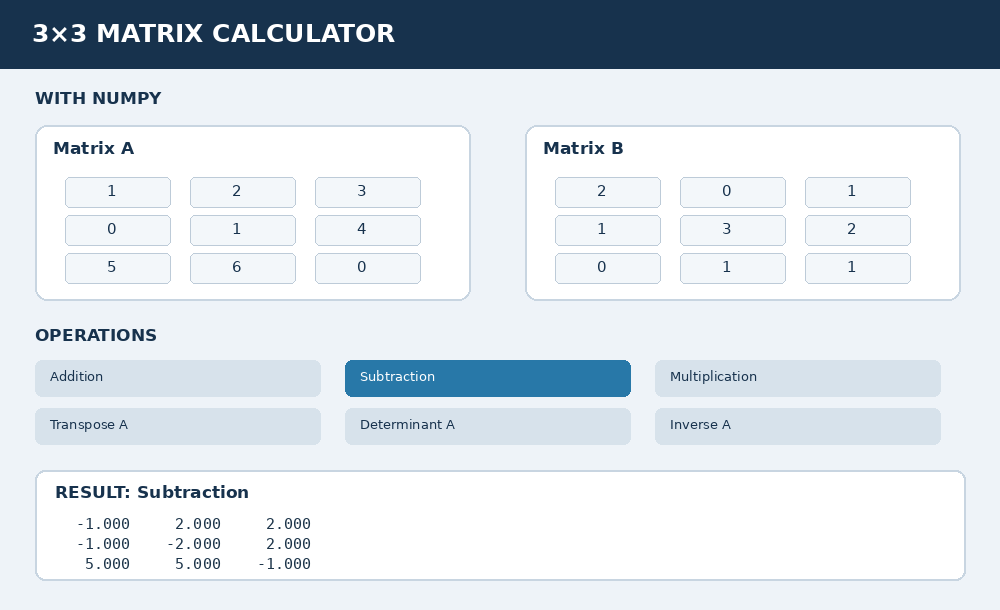 3×3 MATRIX CALCULATOR
WITH NUMPY
Matrix A
1 2 3
0 1 4
5 6 0
Matrix B
2 0 1
1 3 2
0 1 1
OPERATIONS
Addition Subtraction Multiplication
Transpose A Determinant A Inverse A
RESULT: Subtraction
-1.000 2.000 2.000
-1.000 -2.000 2.000
5.000 5.000 -1.000